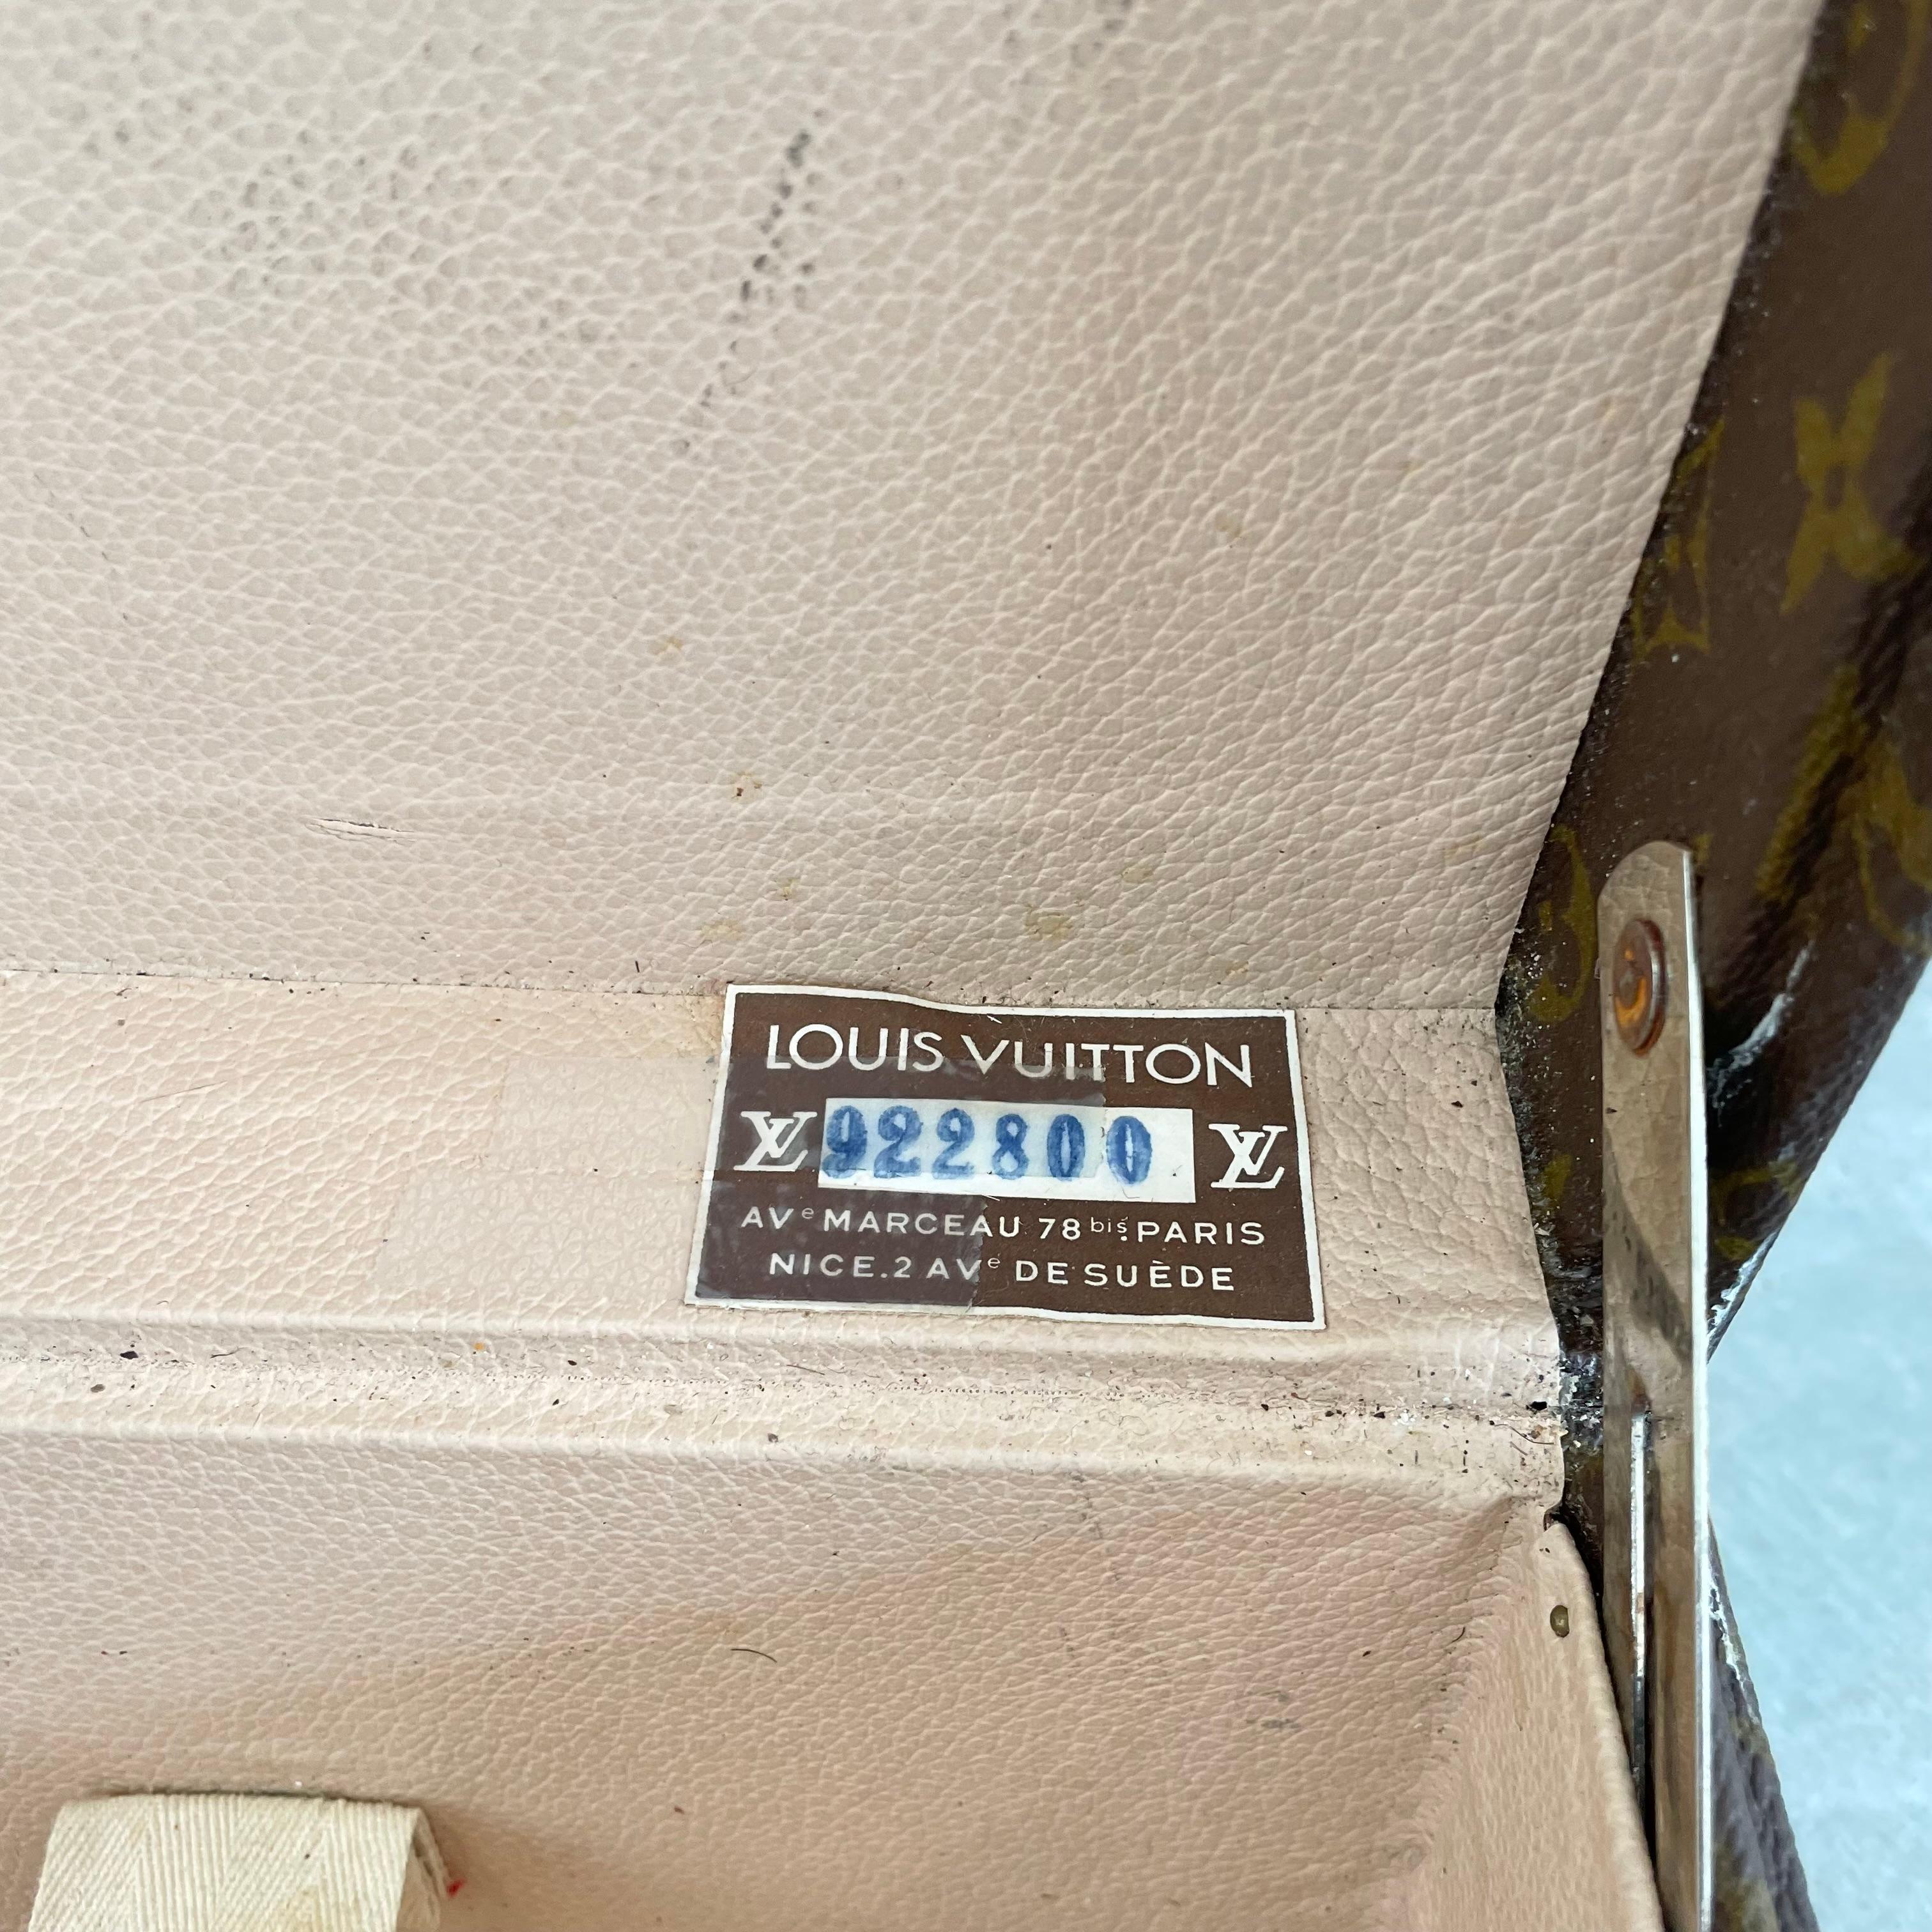 LOUIS VUITTON
LV 922800 LV
AVe MARCEAU 78 bis. PARIS
NICE. 2 AVe DE SUÈDE